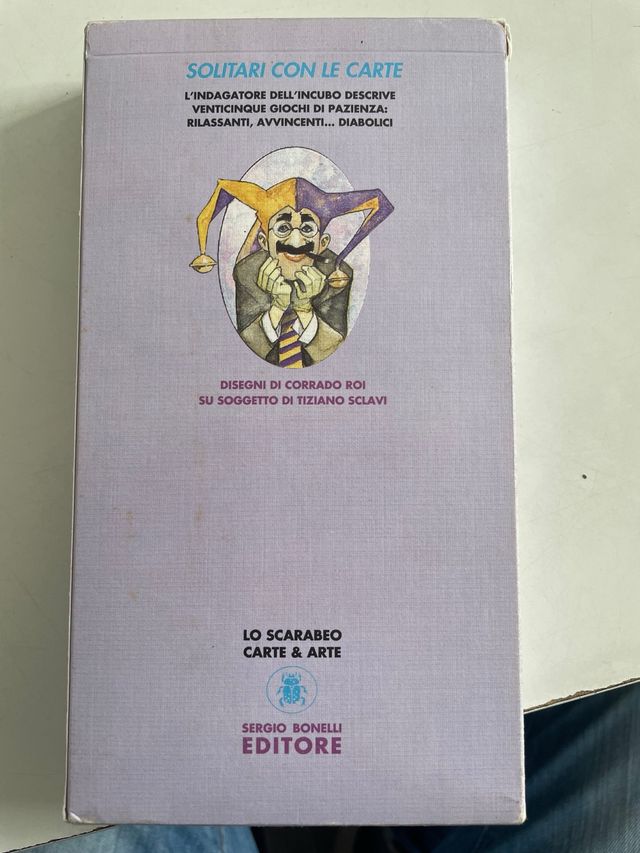 SOLITARI CON LE CARTE
L'INDAGATORE DELL'INCUBO DESCRIVE
VENTICINQUE GIOCHI DI PAZIENZA:
RILASSANTI, AVVINCENTI... DIABOLICI
DISEGNI DI CORRADO ROI
SU SOGGETTO DI TIZIANO SCLAVI
LO SCARABEO
CARTE & ARTE
SERGIO BONELLI
EDITORE